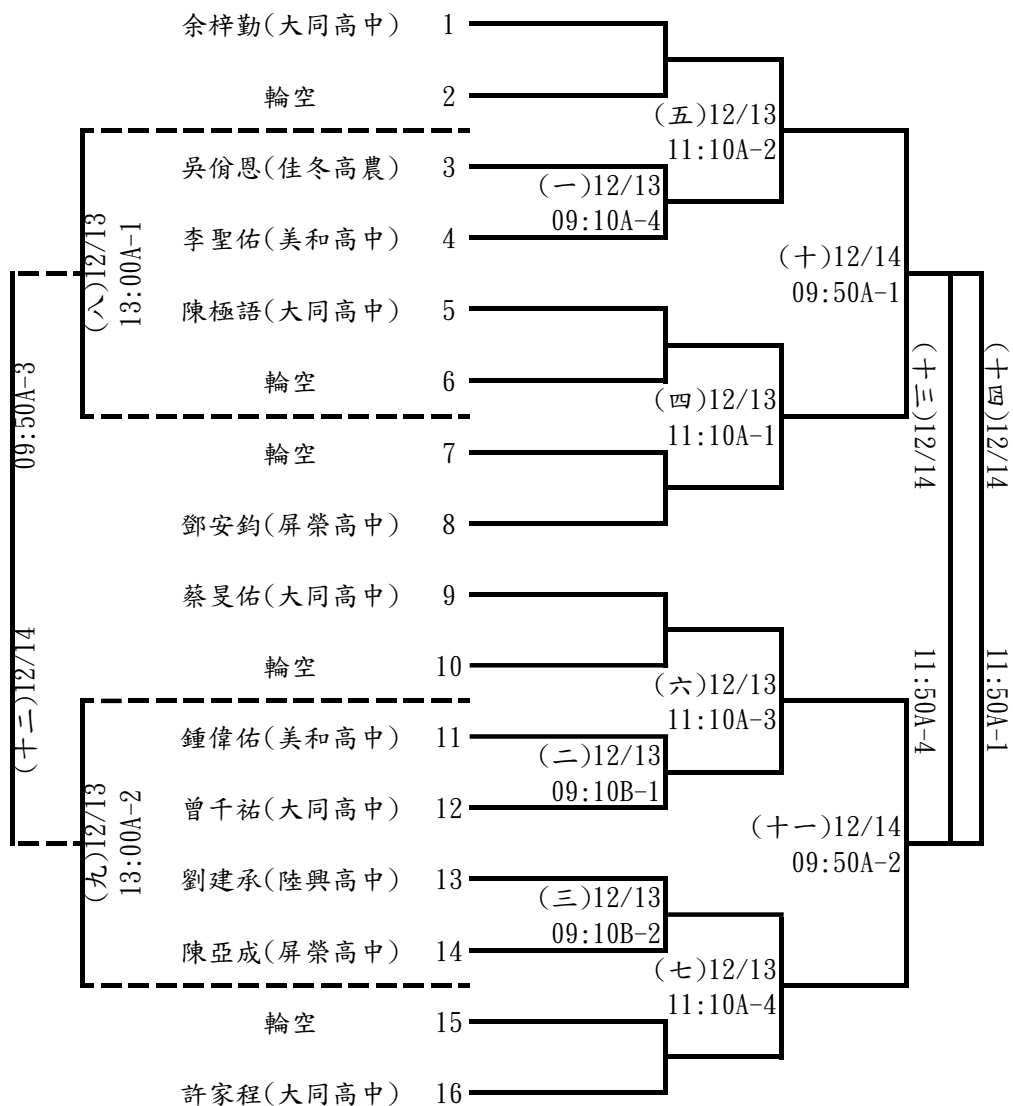 余梓勤(大同高中) 1
輪空 2
(五)12/13
11:10A-2
吳佾恩(佳冬高農) 3
(一)12/13
09:10A-4
李聖佑(美和高中) 4
(八)12/13
13:00A-1
(十)12/14
09:50A-1
陳極語(大同高中) 5
輪空 6
(四)12/13
11:10A-1
輪空 7
鄧安鈞(屏榮高中) 8
(十二)12/14
09:50A-3
(十三)12/14
11:50A-4
(十四)12/14
11:50A-1
蔡旻佑(大同高中) 9
輪空 10
(六)12/13
11:10A-3
鍾偉佑(美和高中) 11
(二)12/13
09:10B-1
曾千祐(大同高中) 12
(九)12/13
13:00A-2
(十一)12/14
09:50A-2
劉建承(陸興高中) 13
(三)12/13
09:10B-2
陳亞成(屏榮高中) 14
(七)12/13
11:10A-4
輪空 15
許家程(大同高中) 16